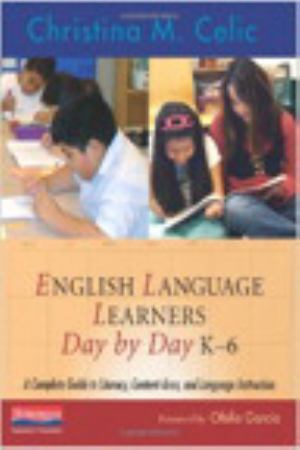 Christina M. Celic
ENGLISH LANGUAGE
LEARNERS
Day by Day K–6
A Complete Guide to Literacy, Content-Area, and Language Instruction
Foreword by Ofelia García